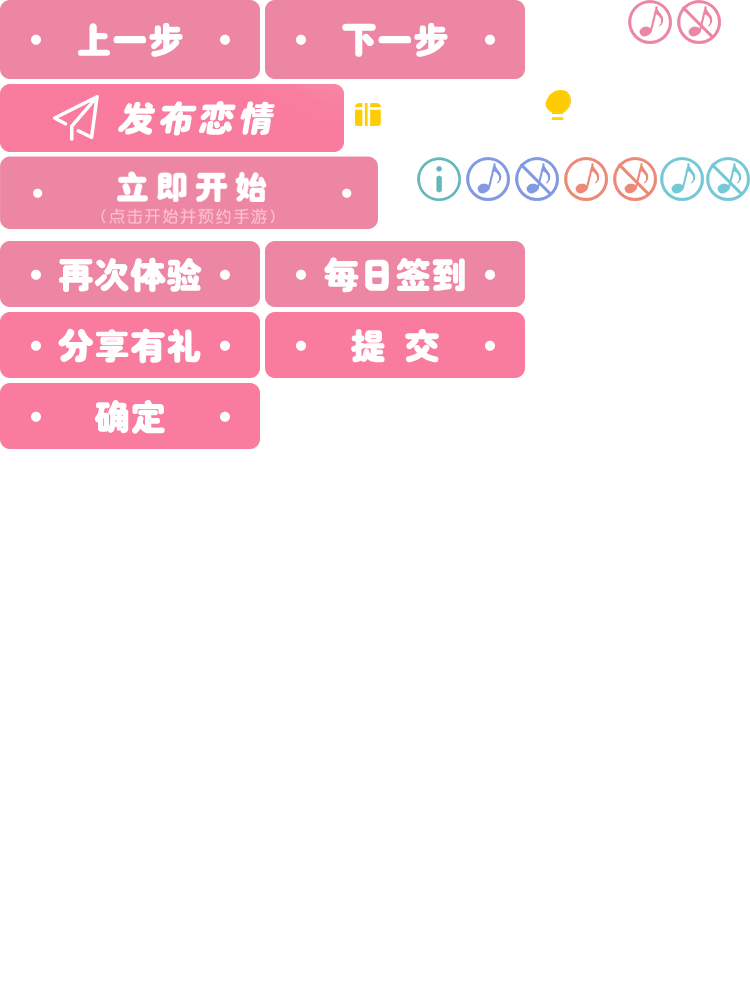 上一步
下一步
发布恋情
立即开始
（点击开始并预约手游）
再次体验
每日签到
分享有礼
提 交
确定